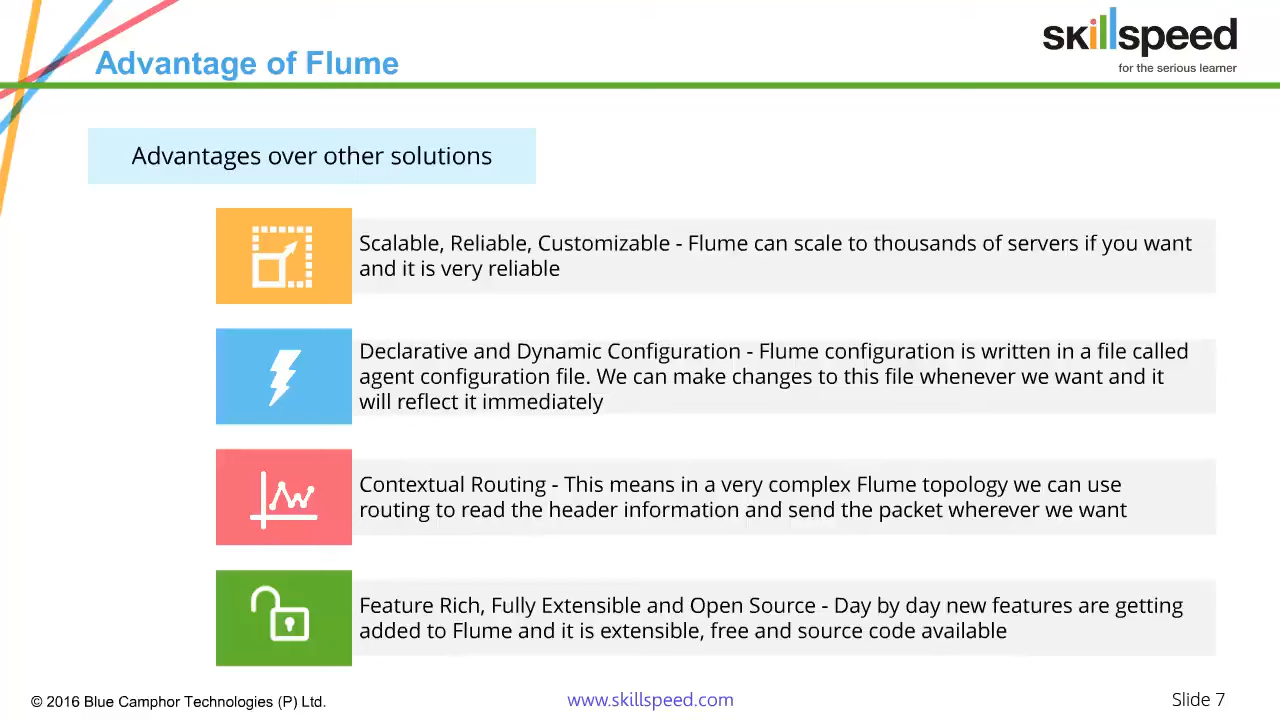 skillspeed
for the serious learner
Advantage of Flume
Advantages over other solutions
Scalable, Reliable, Customizable - Flume can scale to thousands of servers if you want
and it is very reliable
Declarative and Dynamic Configuration - Flume configuration is written in a file called
agent configuration file. We can make changes to this file whenever we want and it
will reflect it immediately
Contextual Routing - This means in a very complex Flume topology we can use
routing to read the header information and send the packet wherever we want
Feature Rich, Fully Extensible and Open Source - Day by day new features are getting
added to Flume and it is extensible, free and source code available
© 2016 Blue Camphor Technologies (P) Ltd.
www.skillspeed.com
Slide 7